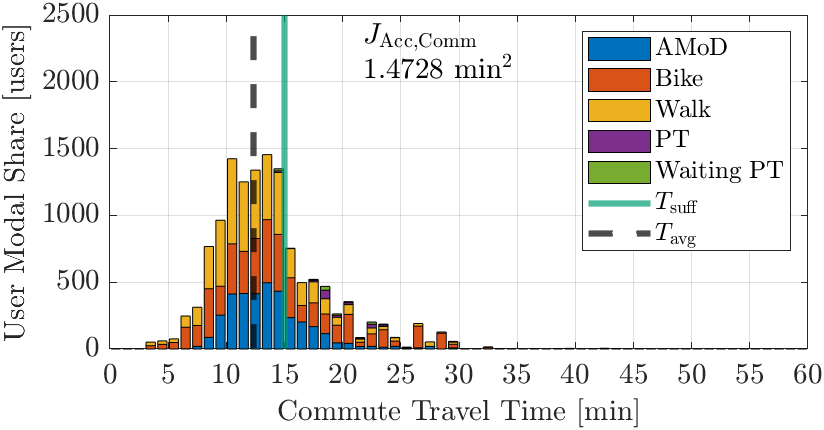 2500
2000
1500
1000
500
0
User Modal Share [users]
J_Acc,Comm
1.4728 min²
AMoD
Bike
Walk
PT
Waiting PT
T_suff
T_avg
0 5 10 15 20 25 30 35 40 45 50 55 60
Commute Travel Time [min]